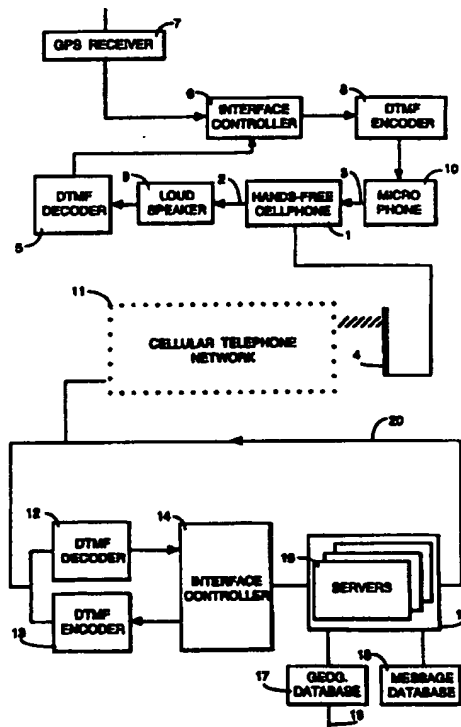 7
GPS RECEIVER
6
INTERFACE
CONTROLLER
8
DTMF
ENCODER
DTMF
DECODER
5
9
LOUD
SPEAKER
2
HANDS-FREE
CELLPHONE
1
3
MICRO
PHONE
10
11
CELLULAR TELEPHONE
NETWORK
4
20
12
DTMF
DECODER
14
INTERFACE
CONTROLLER
DTMF
ENCODER
13
SERVERS
17
GEOG.
DATABASE
MESSAGE
DATABASE